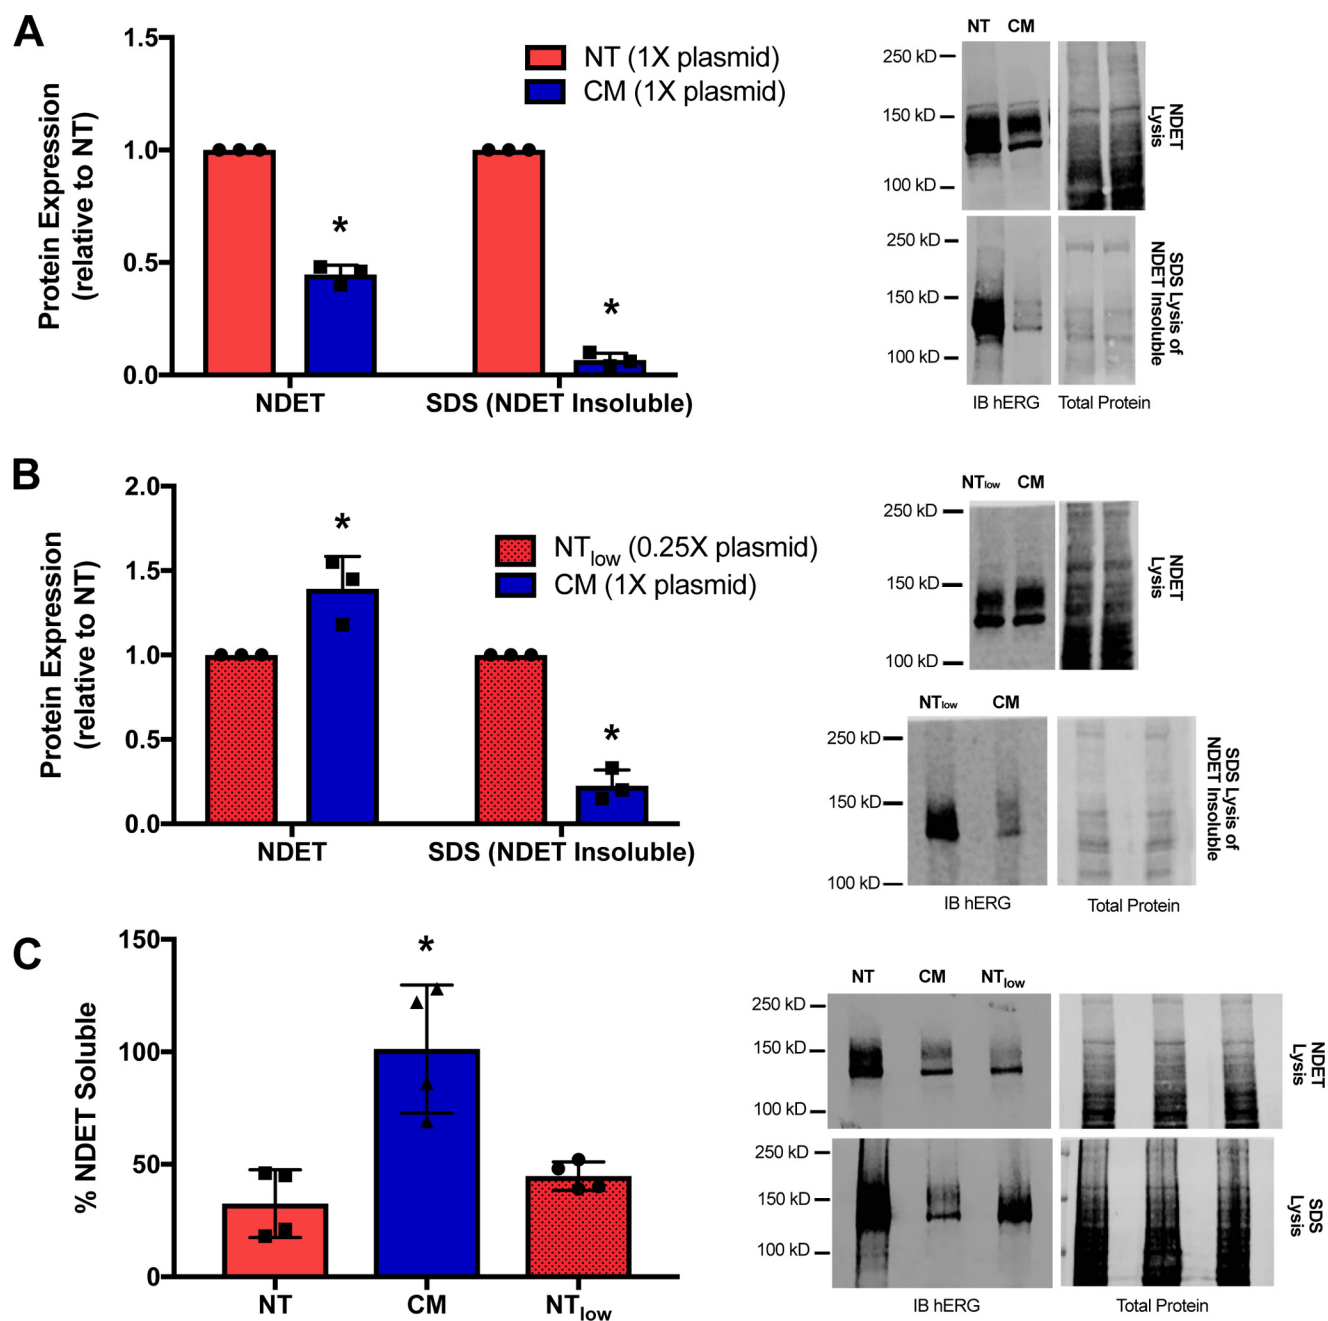 A
1.5
1.0
0.5
0.0
Protein Expression
(relative to NT)
NT (1X plasmid)
CM (1X plasmid)
*
*
NDET
SDS (NDET Insoluble)
NT CM
250 kD
150 kD
100 kD
NDET
Lysis
250 kD
150 kD
100 kD
SDS Lysis of
NDET Insoluble
IB hERG
Total Protein
B
2.0
1.5
1.0
0.5
0.0
Protein Expression
(relative to NT)
NTlow (0.25X plasmid)
CM (1X plasmid)
*
*
NDET
SDS (NDET Insoluble)
NTlow CM
250 kD
150 kD
100 kD
NDET
Lysis
NTlow CM
250 kD
150 kD
100 kD
SDS Lysis of
NDET Insoluble
IB hERG
Total Protein
C
150
100
50
0
% NDET Soluble
*
NT
CM
NTlow
NT CM NTlow
250 kD
150 kD
100 kD
NDET
Lysis
250 kD
150 kD
100 kD
SDS
Lysis
IB hERG
Total Protein